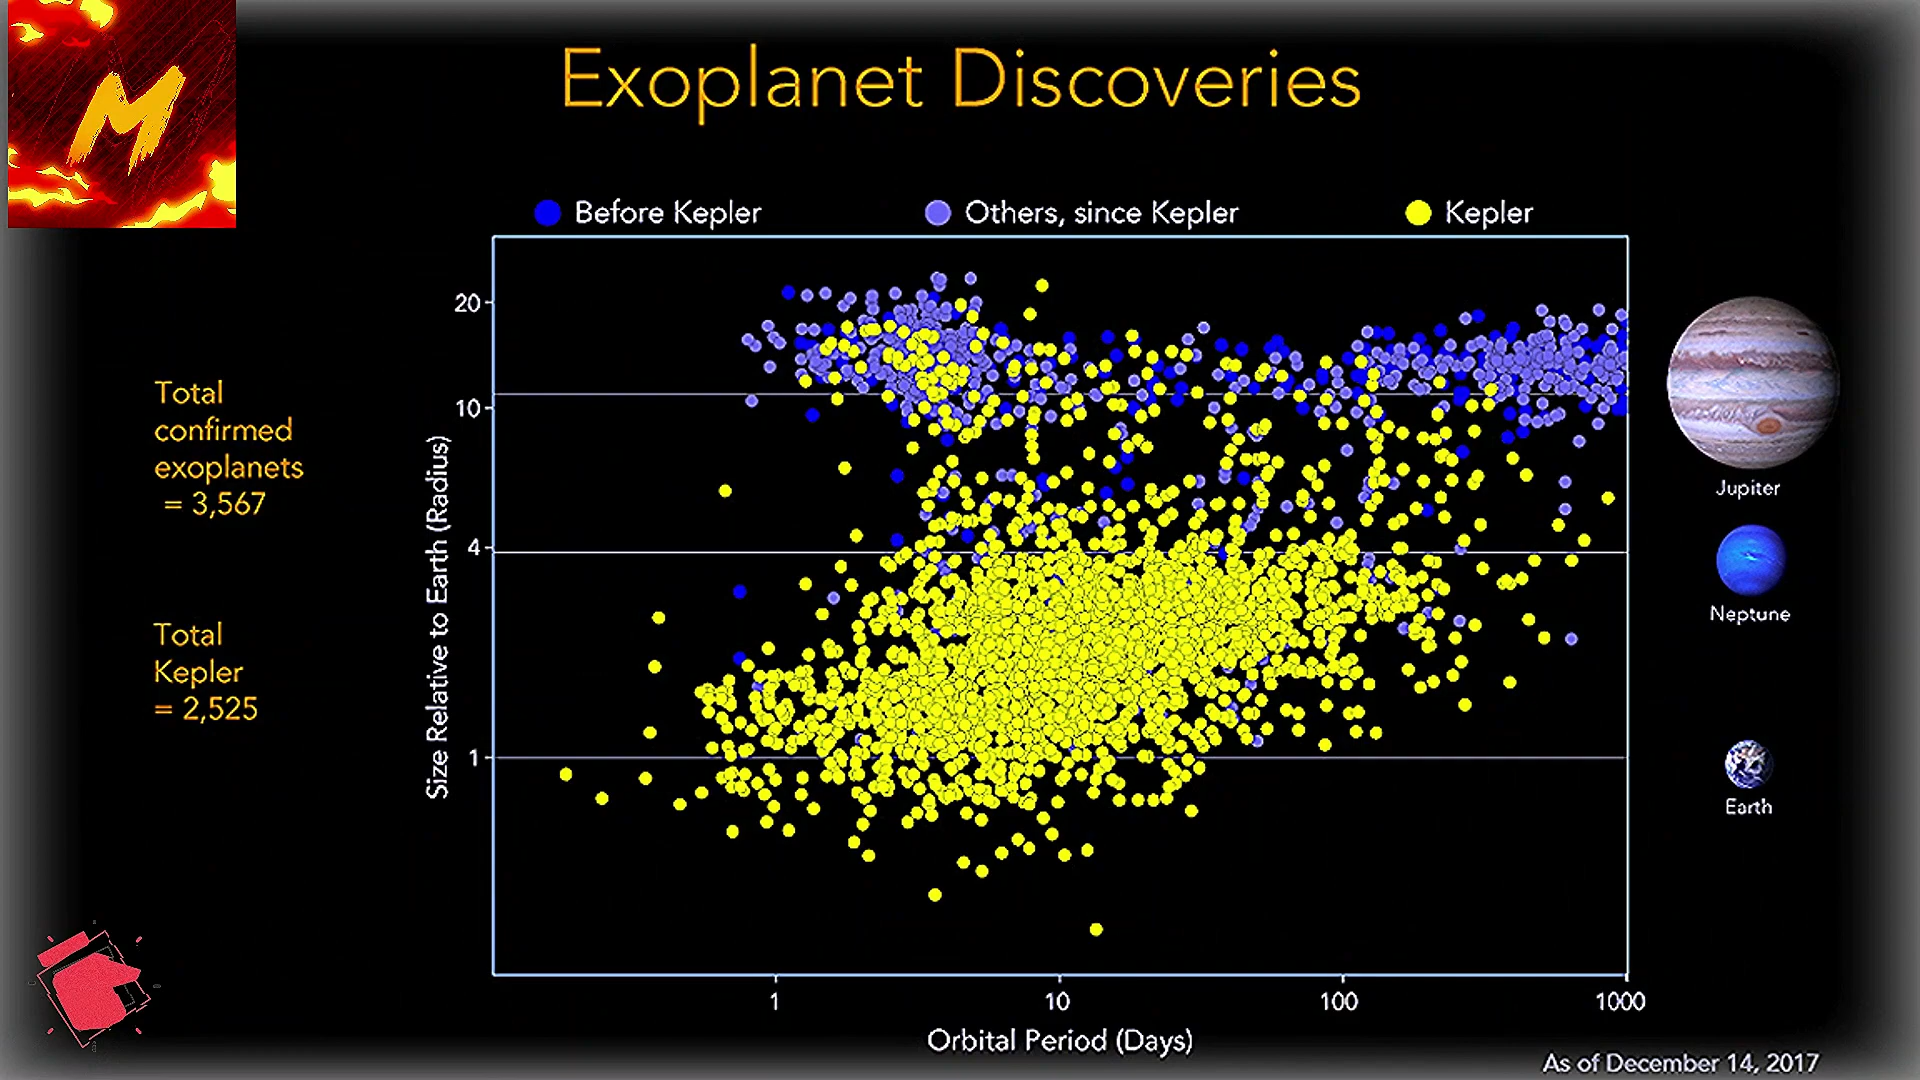 M
Exoplanet Discoveries
Before Kepler
Others, since Kepler
Kepler
Total
confirmed
exoplanets
= 3,567
Total
Kepler
= 2,525
Size Relative to Earth (Radius)
20
10
4
1
1
10
100
1000
Orbital Period (Days)
Jupiter
Neptune
Earth
As of December 14, 2017